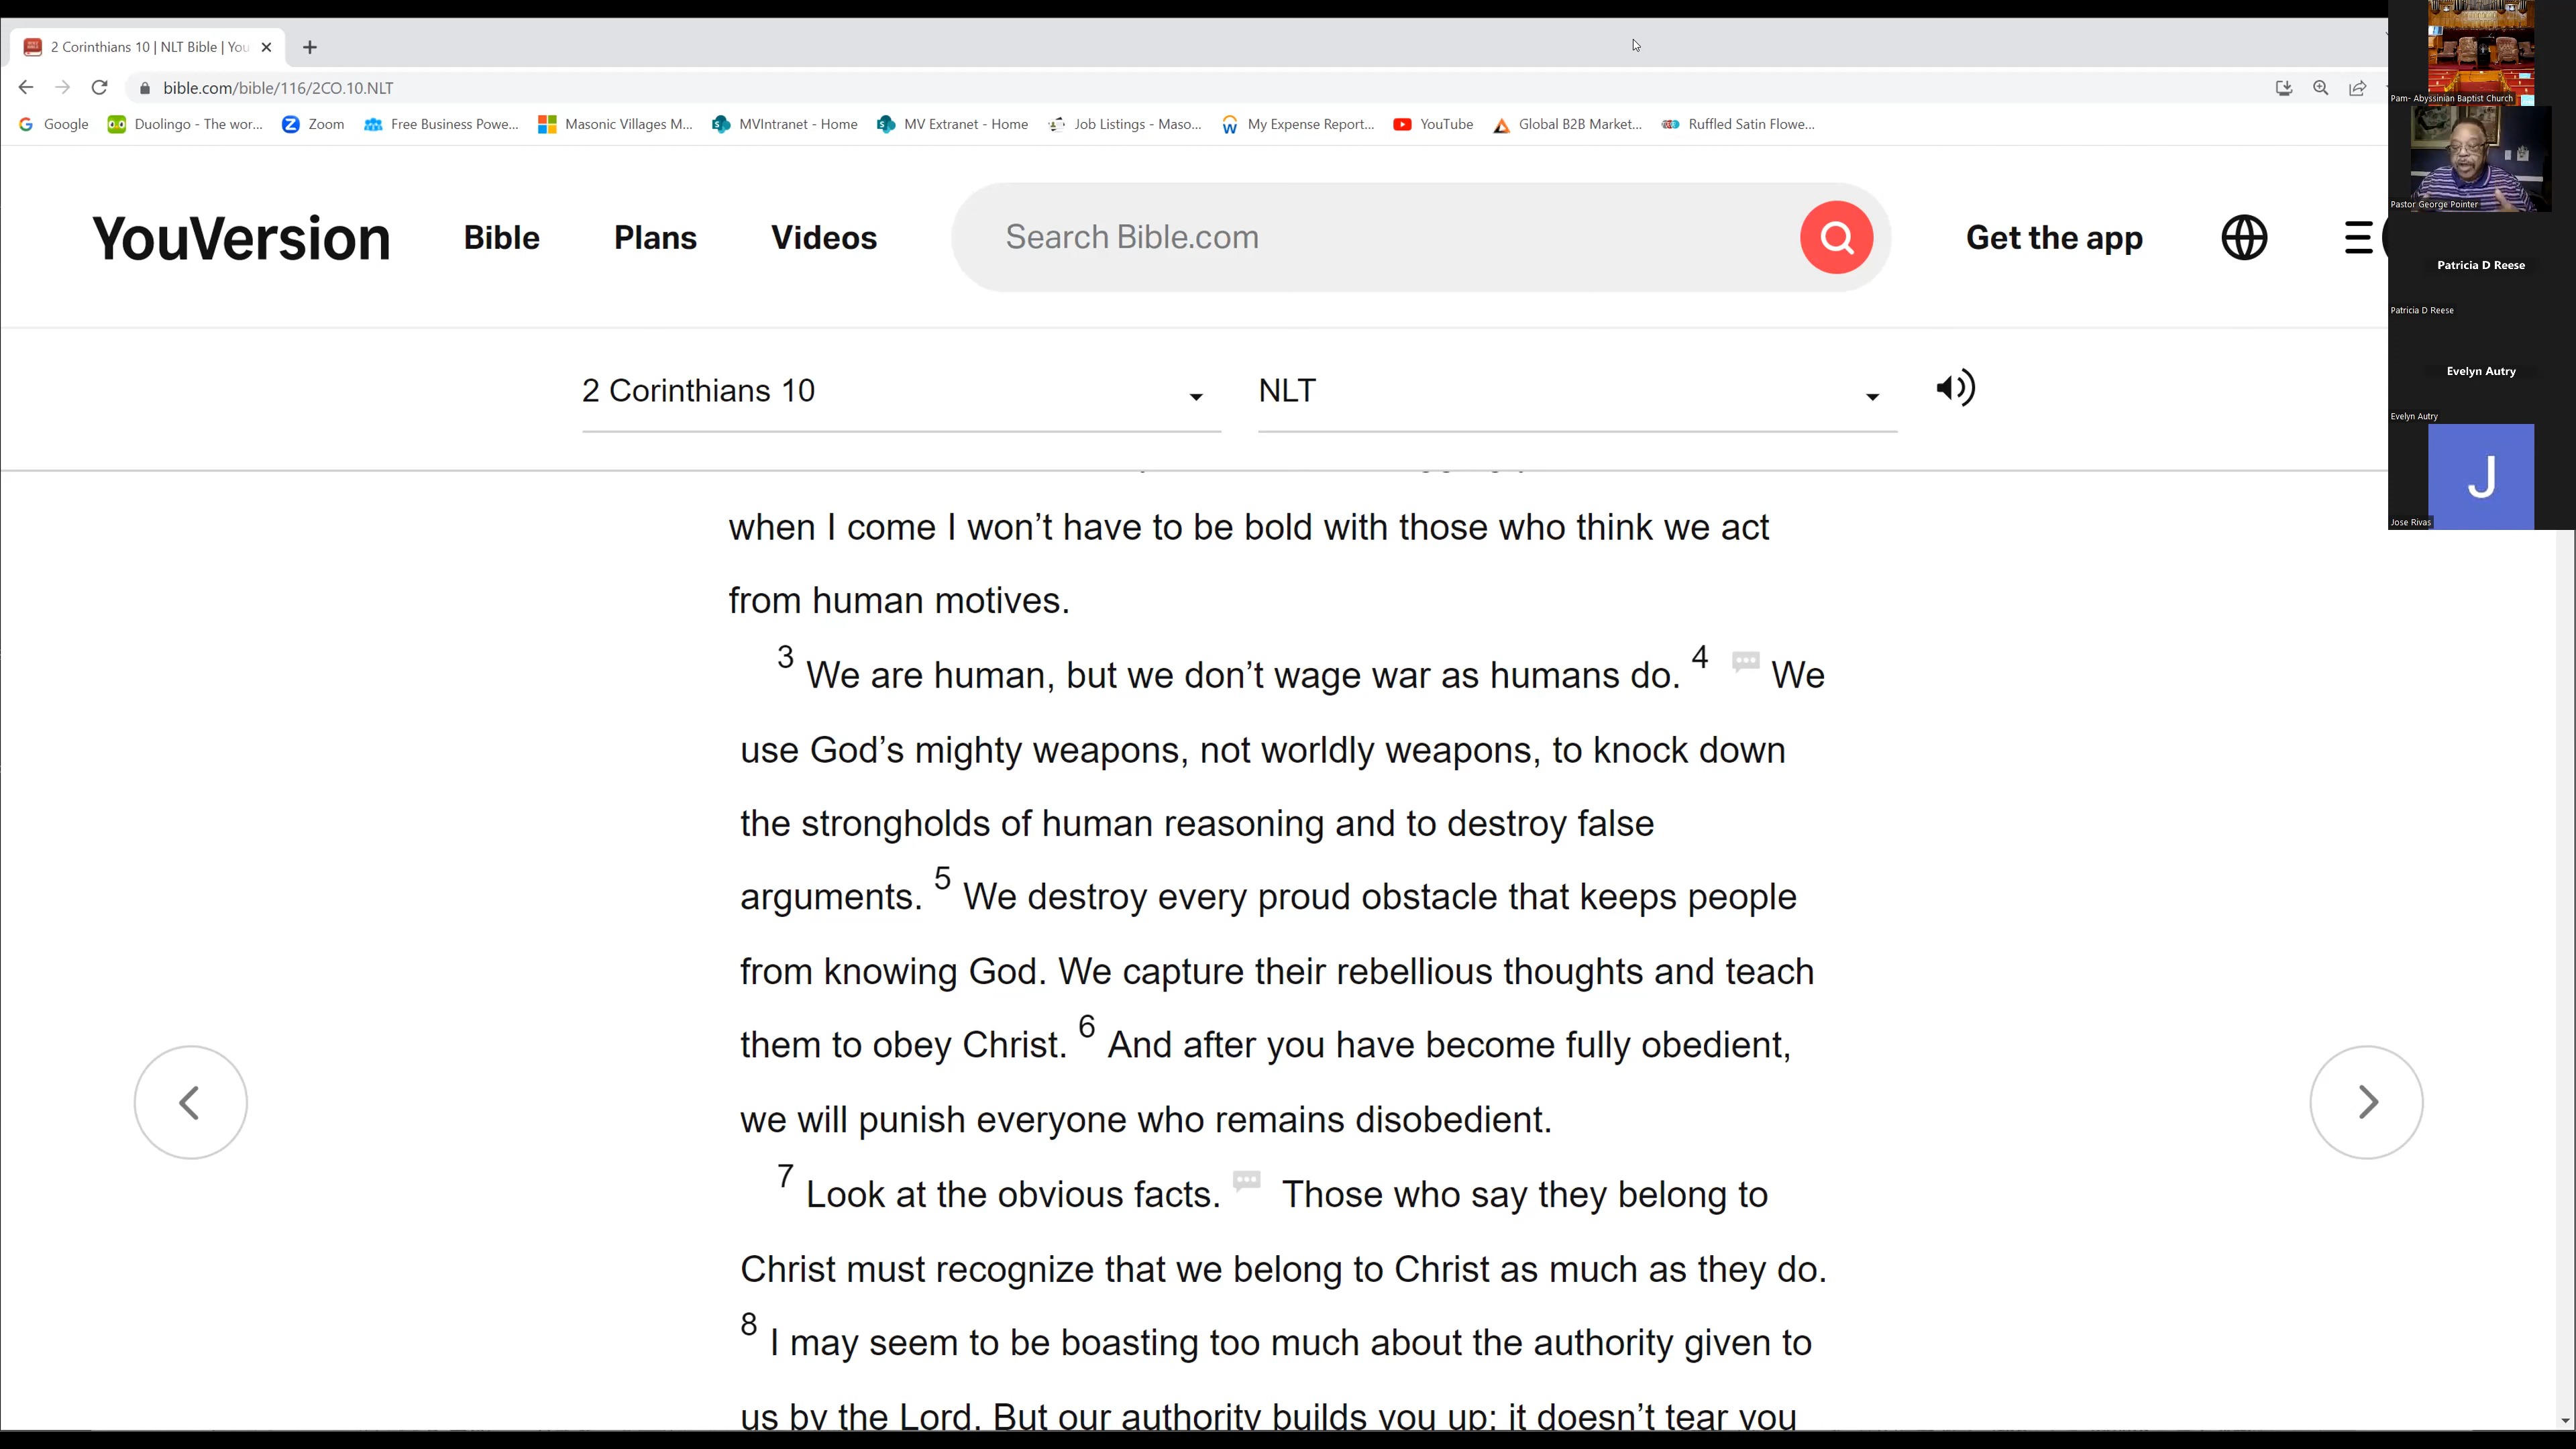 2 Corinthians 10 | NLT Bible | You
bible.com/bible/116/2CO.10.NLT
Google Duolingo - The wor... Zoom Free Business Powe... Masonic Villages M... MVIntranet - Home MV Extranet - Home Job Listings - Maso... My Expense Report... YouTube Global B2B Market... Ruffled Satin Flowe...
YouVersion Bible Plans Videos Search Bible.com Get the app
2 Corinthians 10 NLT
when I come I won’t have to be bold with those who think we act
from human motives.
3 We are human, but we don’t wage war as humans do. 4 We
use God’s mighty weapons, not worldly weapons, to knock down
the strongholds of human reasoning and to destroy false
arguments. 5 We destroy every proud obstacle that keeps people
from knowing God. We capture their rebellious thoughts and teach
them to obey Christ. 6 And after you have become fully obedient,
we will punish everyone who remains disobedient.
7 Look at the obvious facts. Those who say they belong to
Christ must recognize that we belong to Christ as much as they do.
8 I may seem to be boasting too much about the authority given to
us by the Lord. But our authority builds you up; it doesn’t tear you
Pam- Abyssinian Baptist Church
Pastor George Pointer
Patricia D Reese
Patricia D Reese
Evelyn Autry
Evelyn Autry
J
Jose Rivas